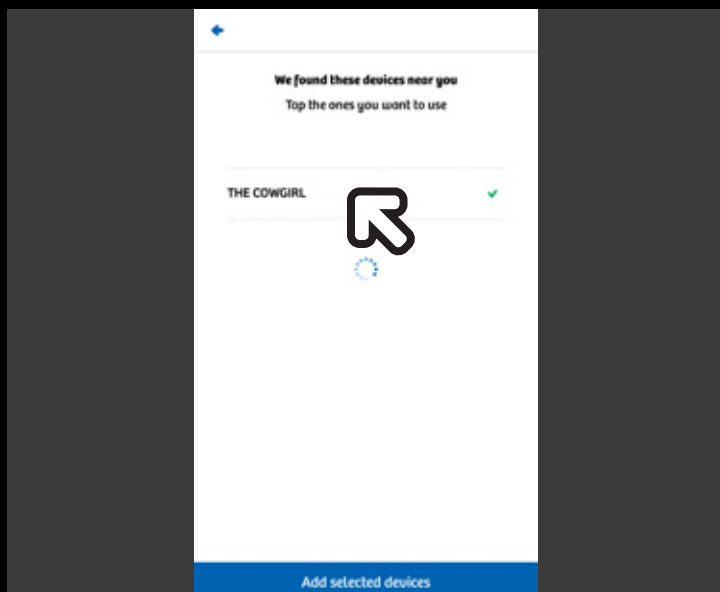 We found these devices near you
Tap the ones you want to use
THE COWGIRL
Add selected devices